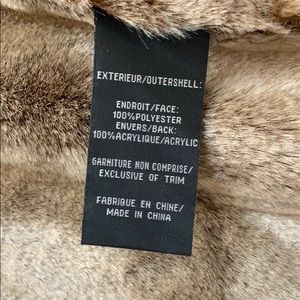 EXTERIEUR/OUTERSHELL:
ENDROIT/FACE:
100%POLYESTER
ENVERS/BACK:
100%ACRYLIQUE/ACRYLIC
GARNITURE NON COMPRISE/
EXCLUSIVE OF TRIM
FABRIQUE EN CHINE/
MADE IN CHINA